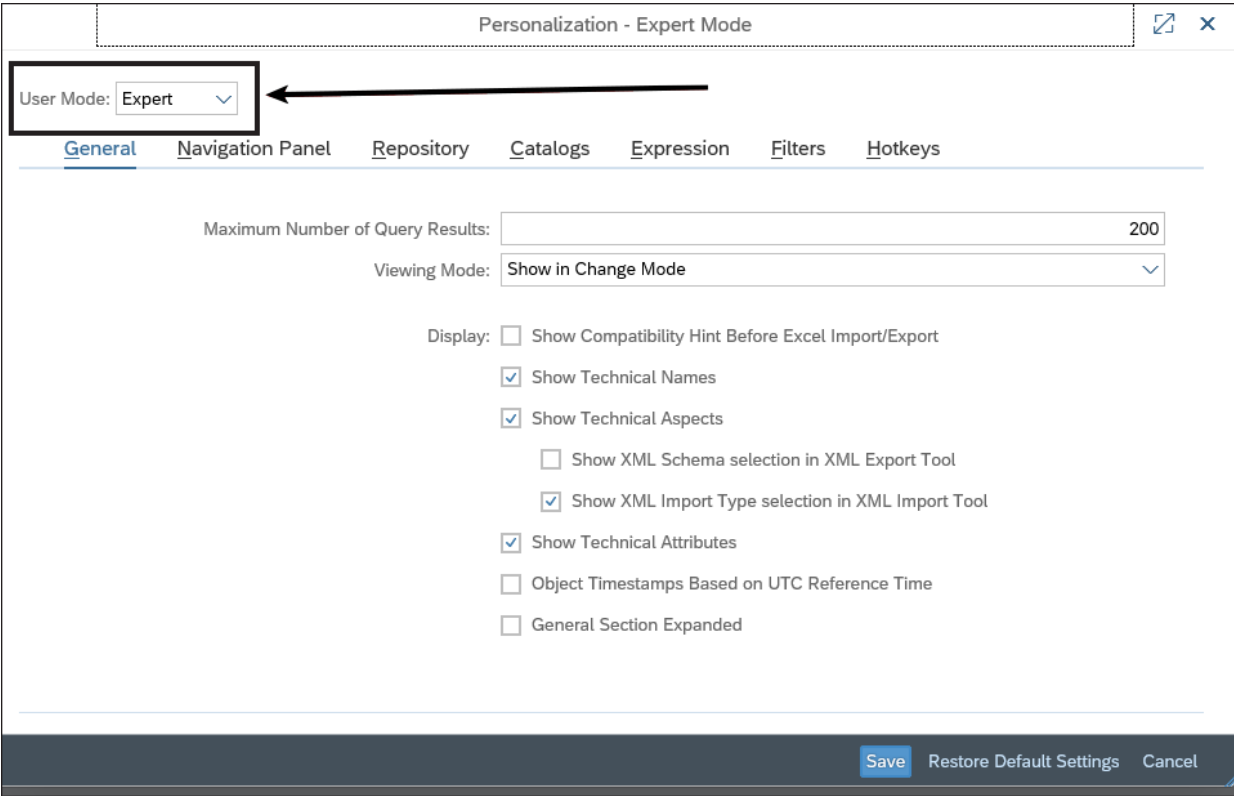 Personalization - Expert Mode
User Mode: Expert
General Navigation Panel Repository Catalogs Expression Filters Hotkeys
Maximum Number of Query Results: 200
Viewing Mode: Show in Change Mode
Display: Show Compatibility Hint Before Excel Import/Export
Show Technical Names
Show Technical Aspects
Show XML Schema selection in XML Export Tool
Show XML Import Type selection in XML Import Tool
Show Technical Attributes
Object Timestamps Based on UTC Reference Time
General Section Expanded
Save Restore Default Settings Cancel